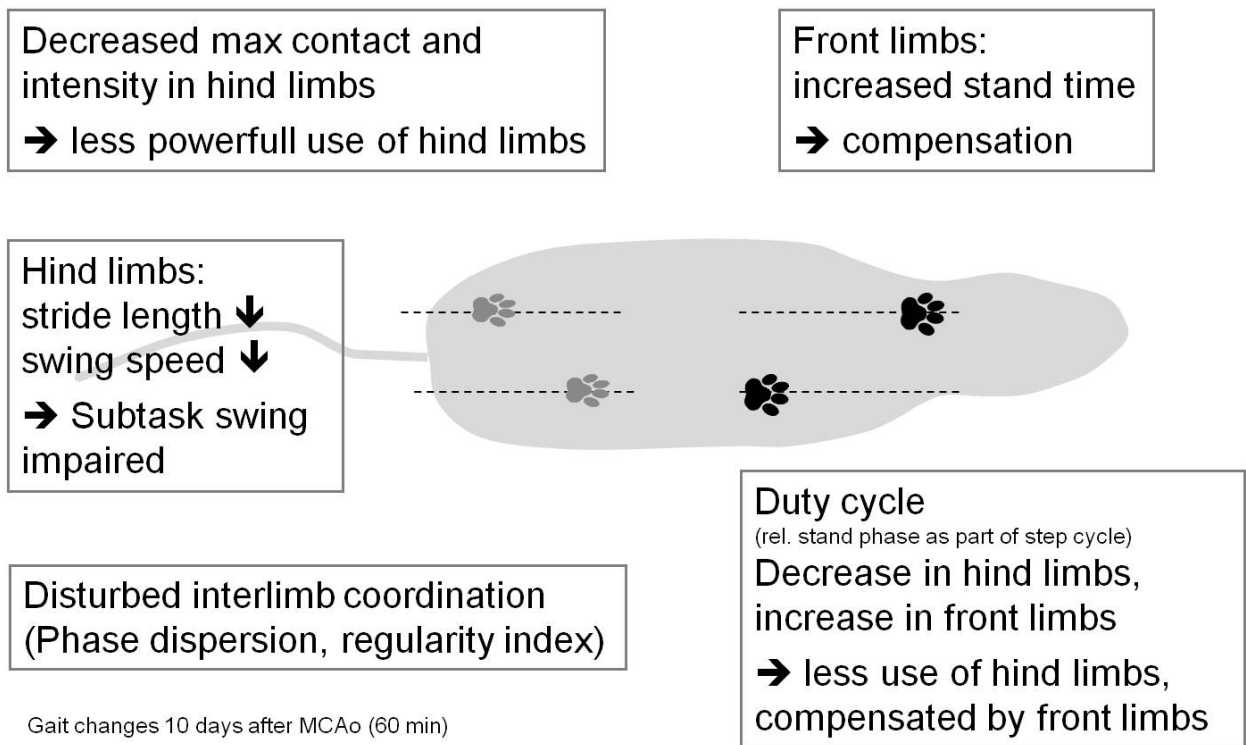 Decreased max contact and
intensity in hind limbs
➔ less powerfull use of hind limbs
Front limbs:
increased stand time
➔ compensation
Hind limbs:
stride length ↓
swing speed ↓
➔ Subtask swing
impaired
Duty cycle
(rel. stand phase as part of step cycle)
Decrease in hind limbs,
increase in front limbs
➔ less use of hind limbs,
compensated by front limbs
Disturbed interlimb coordination
(Phase dispersion, regularity index)
Gait changes 10 days after MCAo (60 min)